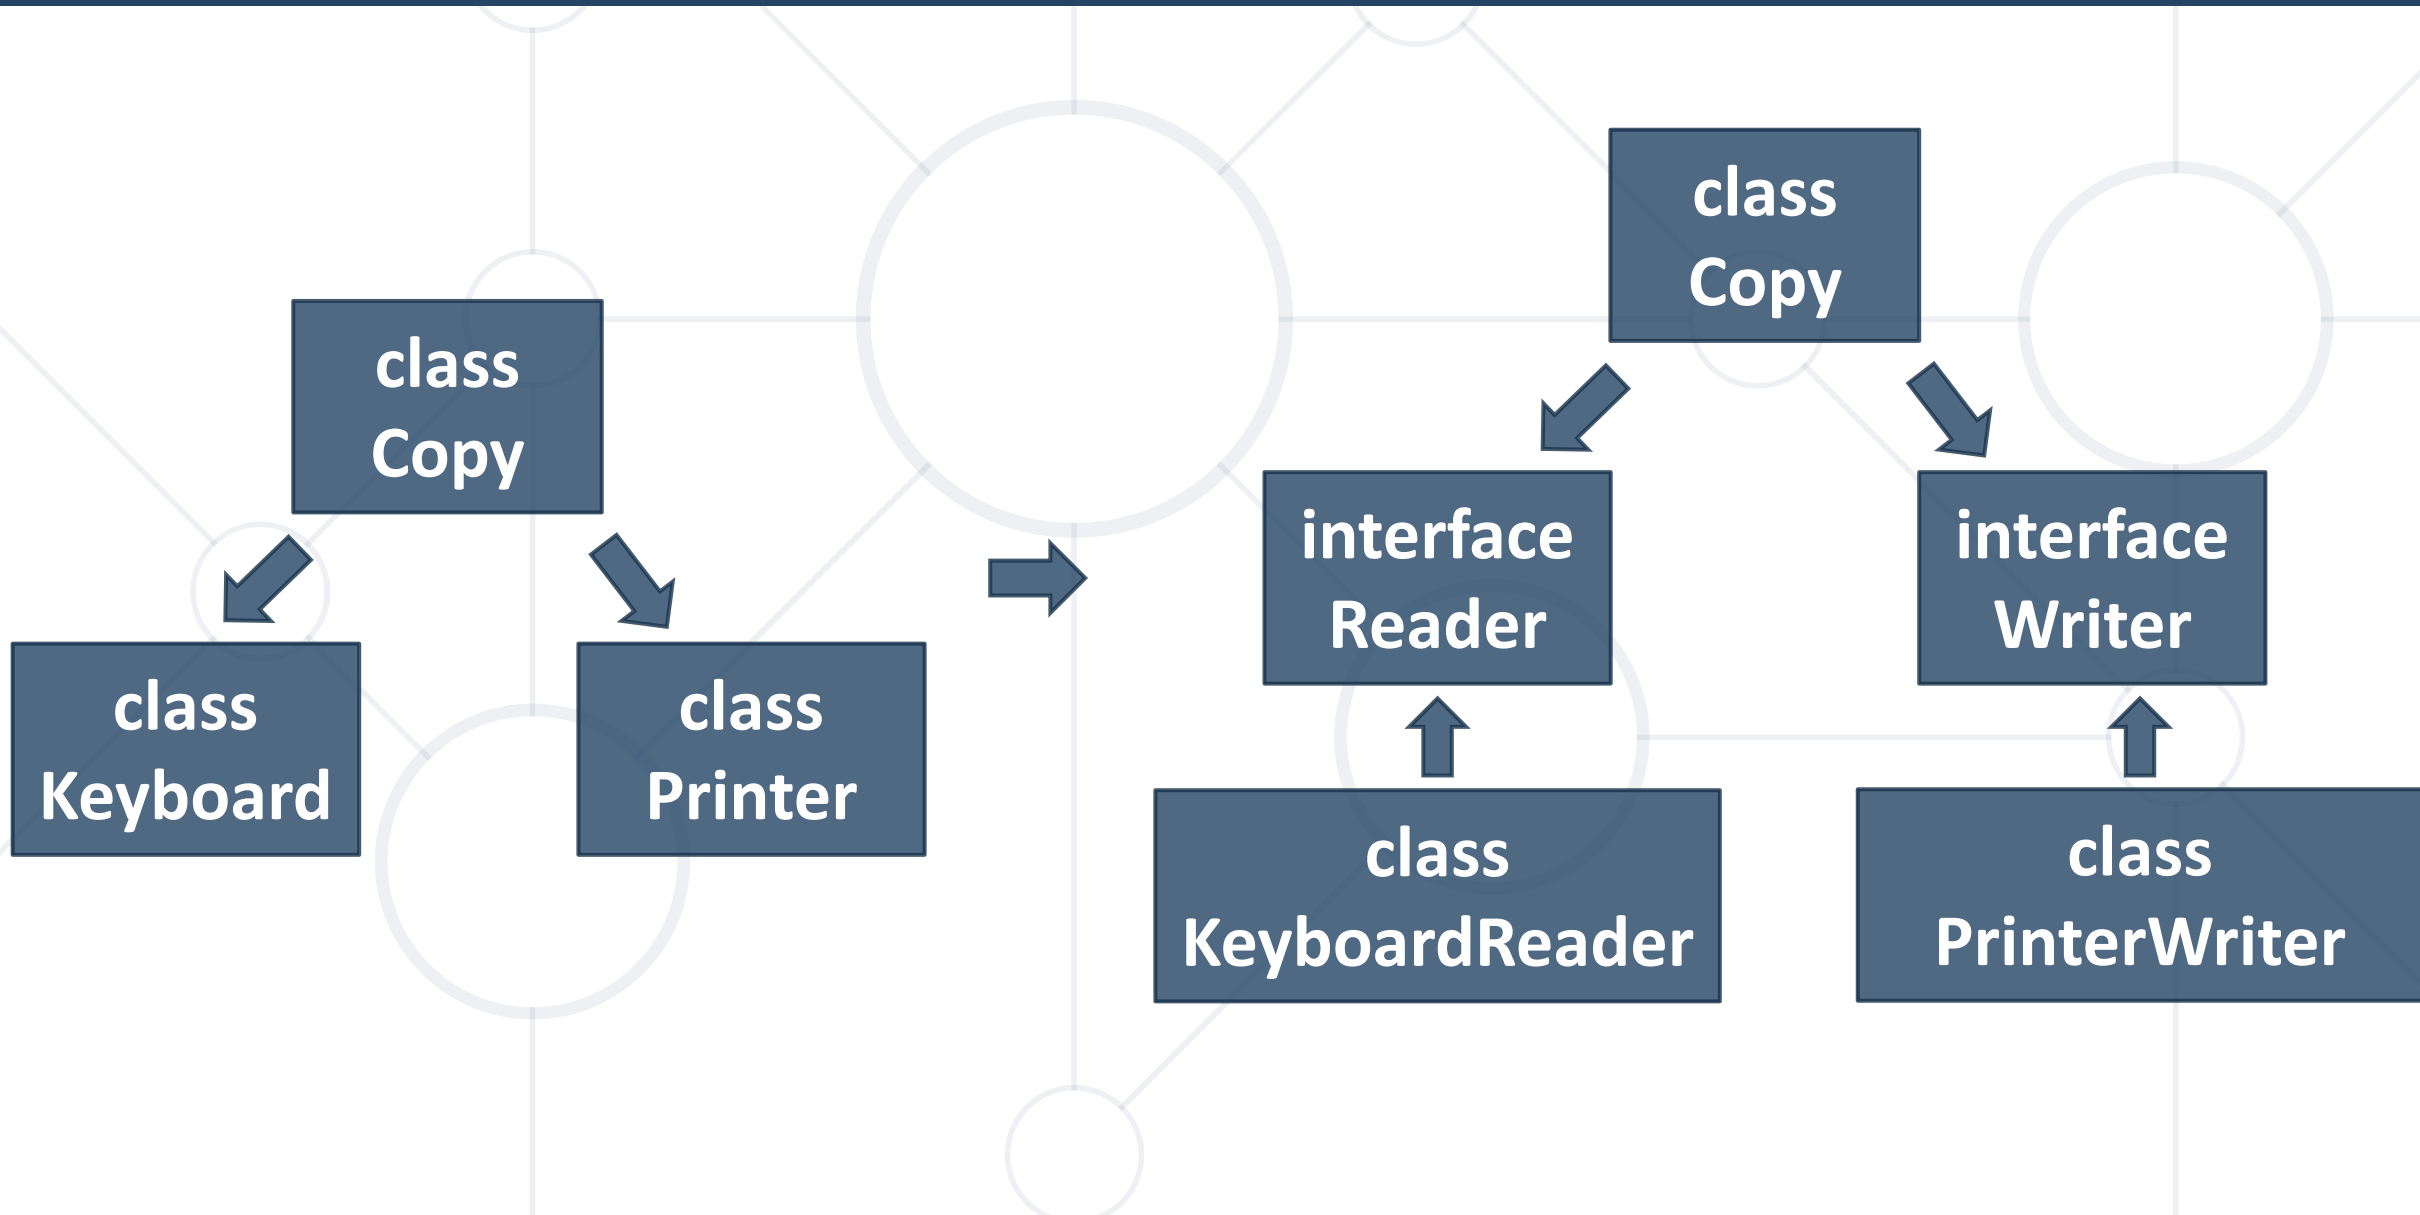 class
Copy
class
Keyboard
class
Printer
class
Copy
interface
Reader
interface
Writer
class
KeyboardReader
class
PrinterWriter